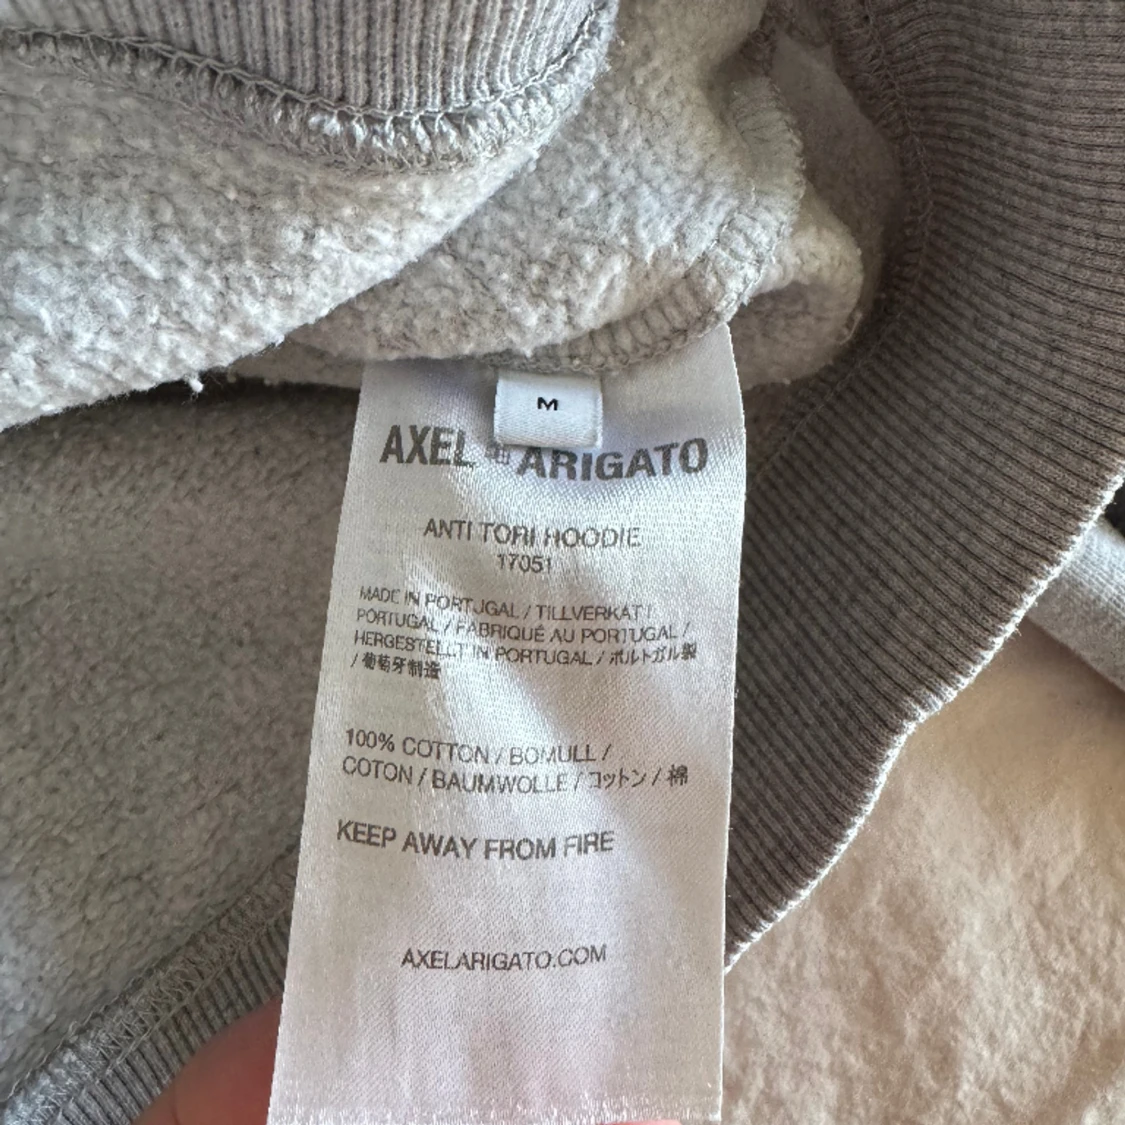 M
AXEL ARIGATO
ANTI TORI HOODIE
17051
MADE IN PORTUGAL / TILLVERKAT I
PORTUGAL / FABRIQUÉ AU PORTUGAL /
HERGESTELLT IN PORTUGAL / ポルトガル製
/ 葡萄牙制造
100% COTTON / BOMULL /
COTON / BAUMWOLLE / コットン / 棉
KEEP AWAY FROM FIRE
AXELARIGATO.COM